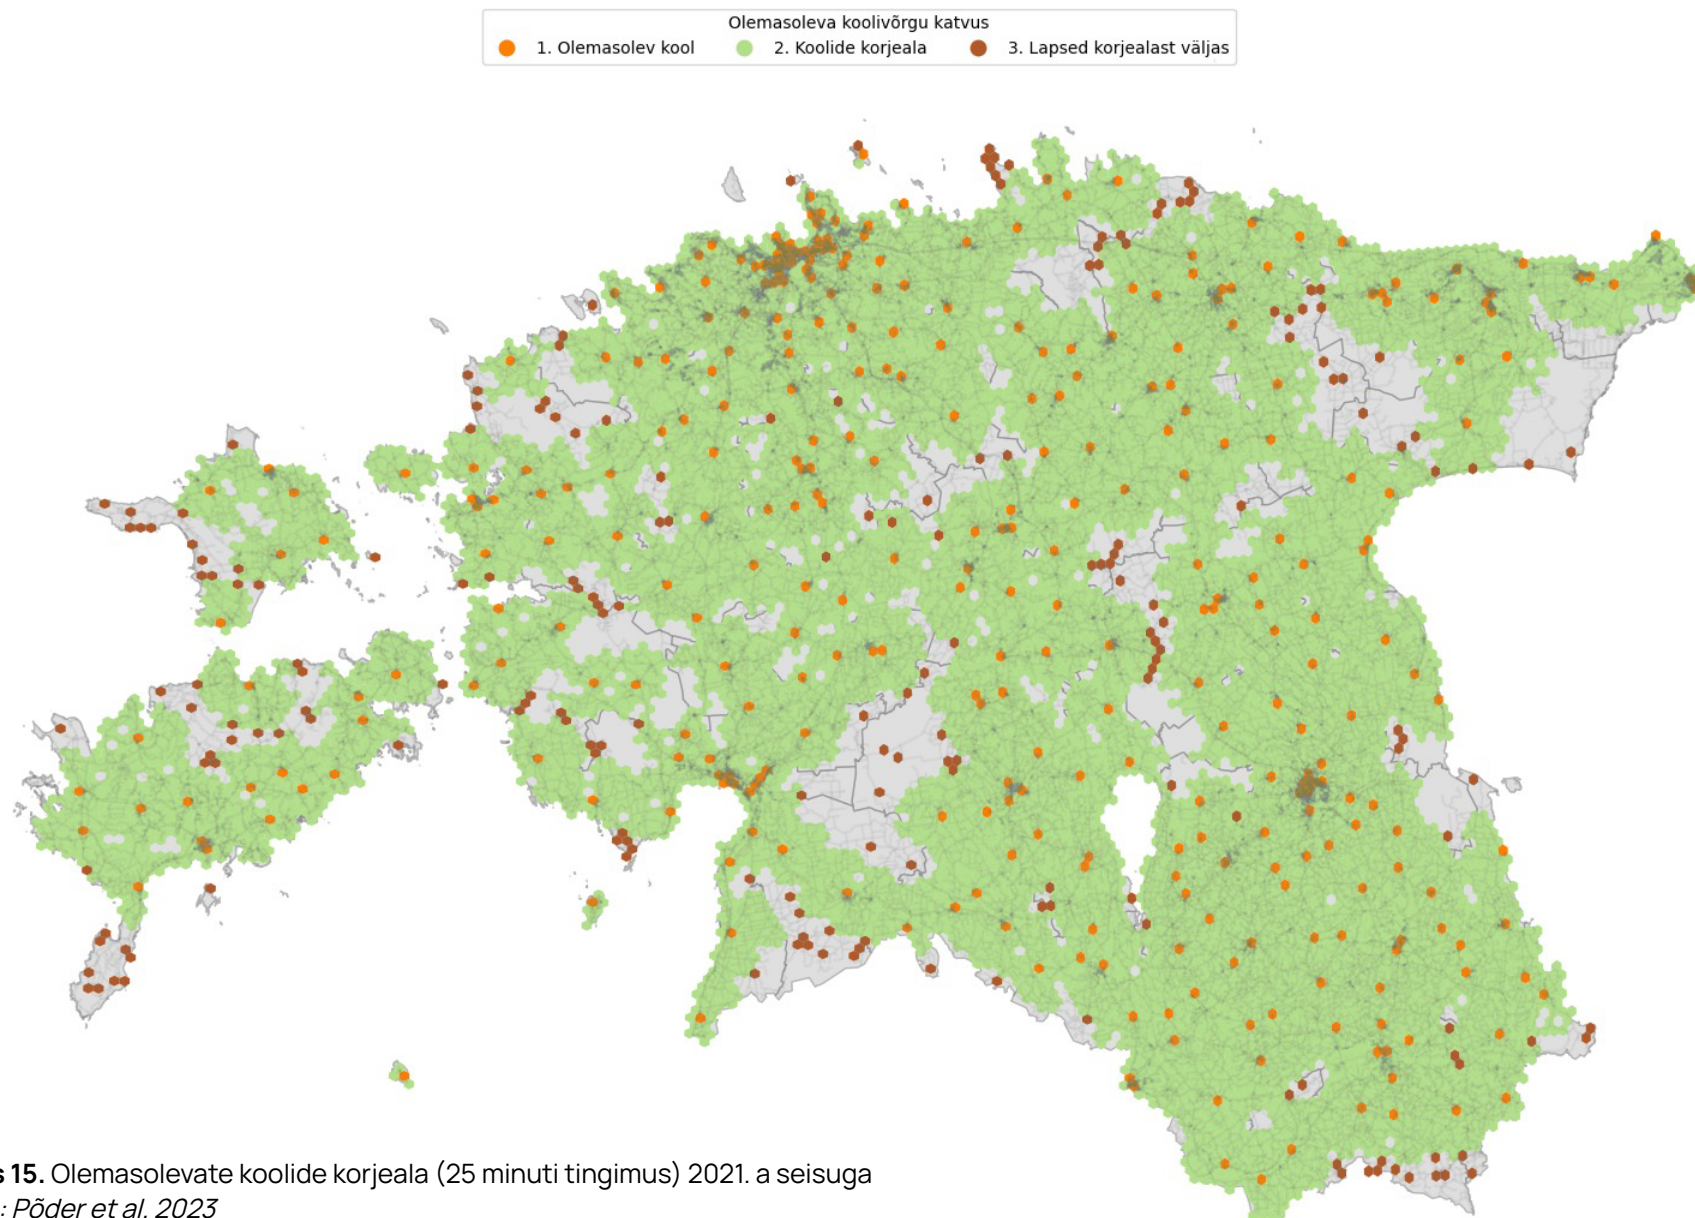 Olemasoleva koolivõrgu katvus
1. Olemasolev kool 2. Koolide korjeala 3. Lapsed korjealast väljas
s 15. Olemasolevate koolide korjeala (25 minuti tingimus) 2021. a seisuga
: Põder et al, 2023